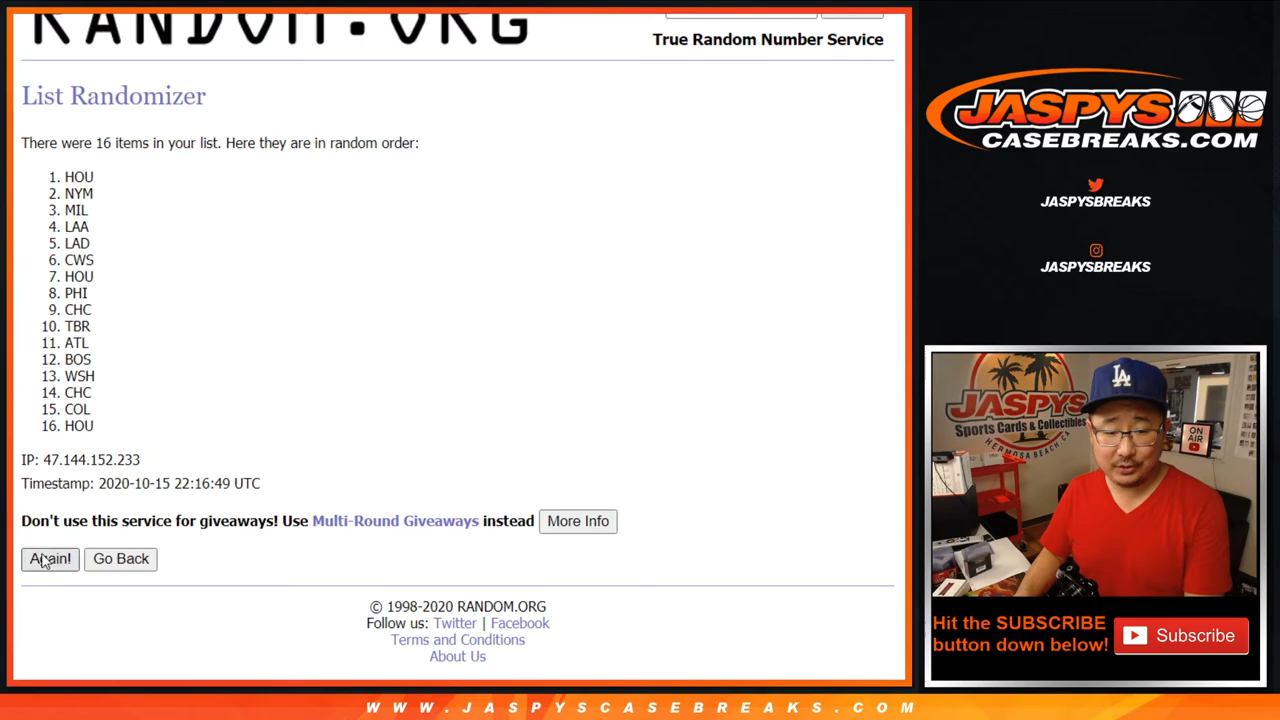 RANDOM.ORG
True Random Number Service
List Randomizer
There were 16 items in your list. Here they are in random order:
1. HOU
2. NYM
3. MIL
4. LAA
5. LAD
6. CWS
7. HOU
8. PHI
9. CHC
10. TBR
11. ATL
12. BOS
13. WSH
14. CHC
15. COL
16. HOU
IP: 47.144.152.233
Timestamp: 2020-10-15 22:16:49 UTC
Don't use this service for giveaways! Use Multi-Round Giveaways instead More Info
Again! Go Back
© 1998-2020 RANDOM.ORG
Follow us: Twitter | Facebook
Terms and Conditions
About Us
JASPYS
CASEBREAKS.COM
JASPYSBREAKS
JASPYSBREAKS
JASPYS
Sports Cards & Collectibles
HERMOSA BEACH, CA
LA
ON AIR
Hit the SUBSCRIBE
button down below!
Subscribe
WWW.JASPYSCASEBREAKS.COM